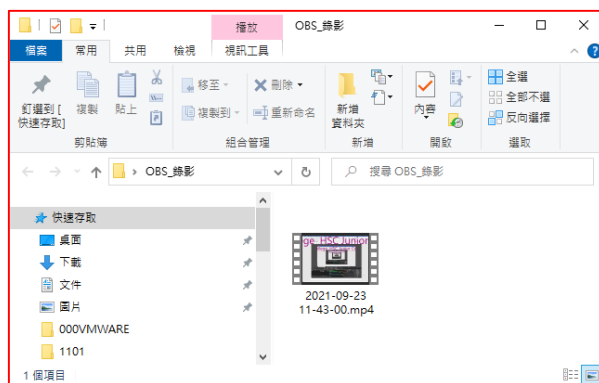 播放
OBS_錄影
檔案
常用
共用
檢視
視訊工具
釘選到 [
快速存取]
複製
貼上
移至
複製到
刪除
重新命名
新增
資料夾
內容
全選
全部不選
反向選擇
剪貼簿
組合管理
新增
開啟
選取
OBS_錄影
搜尋 OBS_錄影
快速存取
桌面
下載
文件
圖片
000VMWARE
1101
ge HSC Junior
2021-09-23
11-43-00.mp4
1 個項目